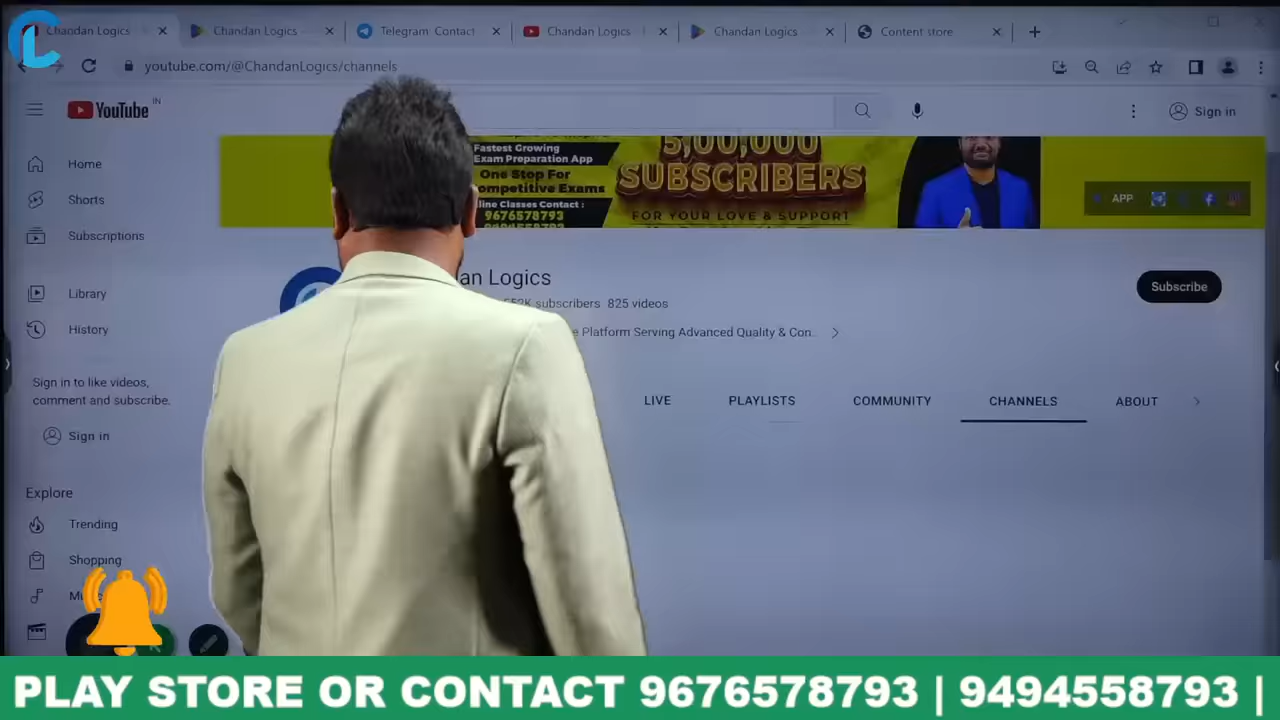 Chandan Logics
Chandan Logics
Telegram: Contact
Chandan Logics
Chandan Logics
Content store
youtube.com/@ChandanLogics/channels
YouTube IN
Sign in
Home
Shorts
Subscriptions
Library
History
Sign in to like videos,
comment and subscribe.
Sign in
Explore
Trending
Shopping
Fastest Growing
Exam Preparation App
One Stop For
ompetitive Exams
line Classes Contact :
9676578793
5,00,000
SUBSCRIBERS
FOR YOUR LOVE & SUPPORT
APP
an Logics
subscribers 825 videos
e Platform Serving Advanced Quality & Con...
Subscribe
LIVE
PLAYLISTS
COMMUNITY
CHANNELS
ABOUT
PLAY STORE OR CONTACT 9676578793 | 9494558793 |